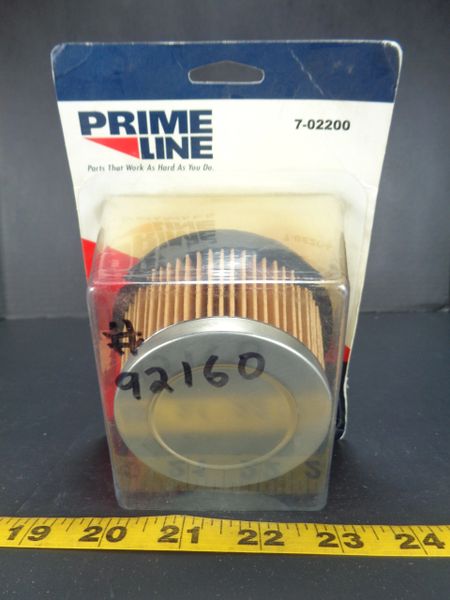 PRIME
LINE
7-02200
Parts That Work As Hard As You Do.
#
92160
19 20 21 22 23 24